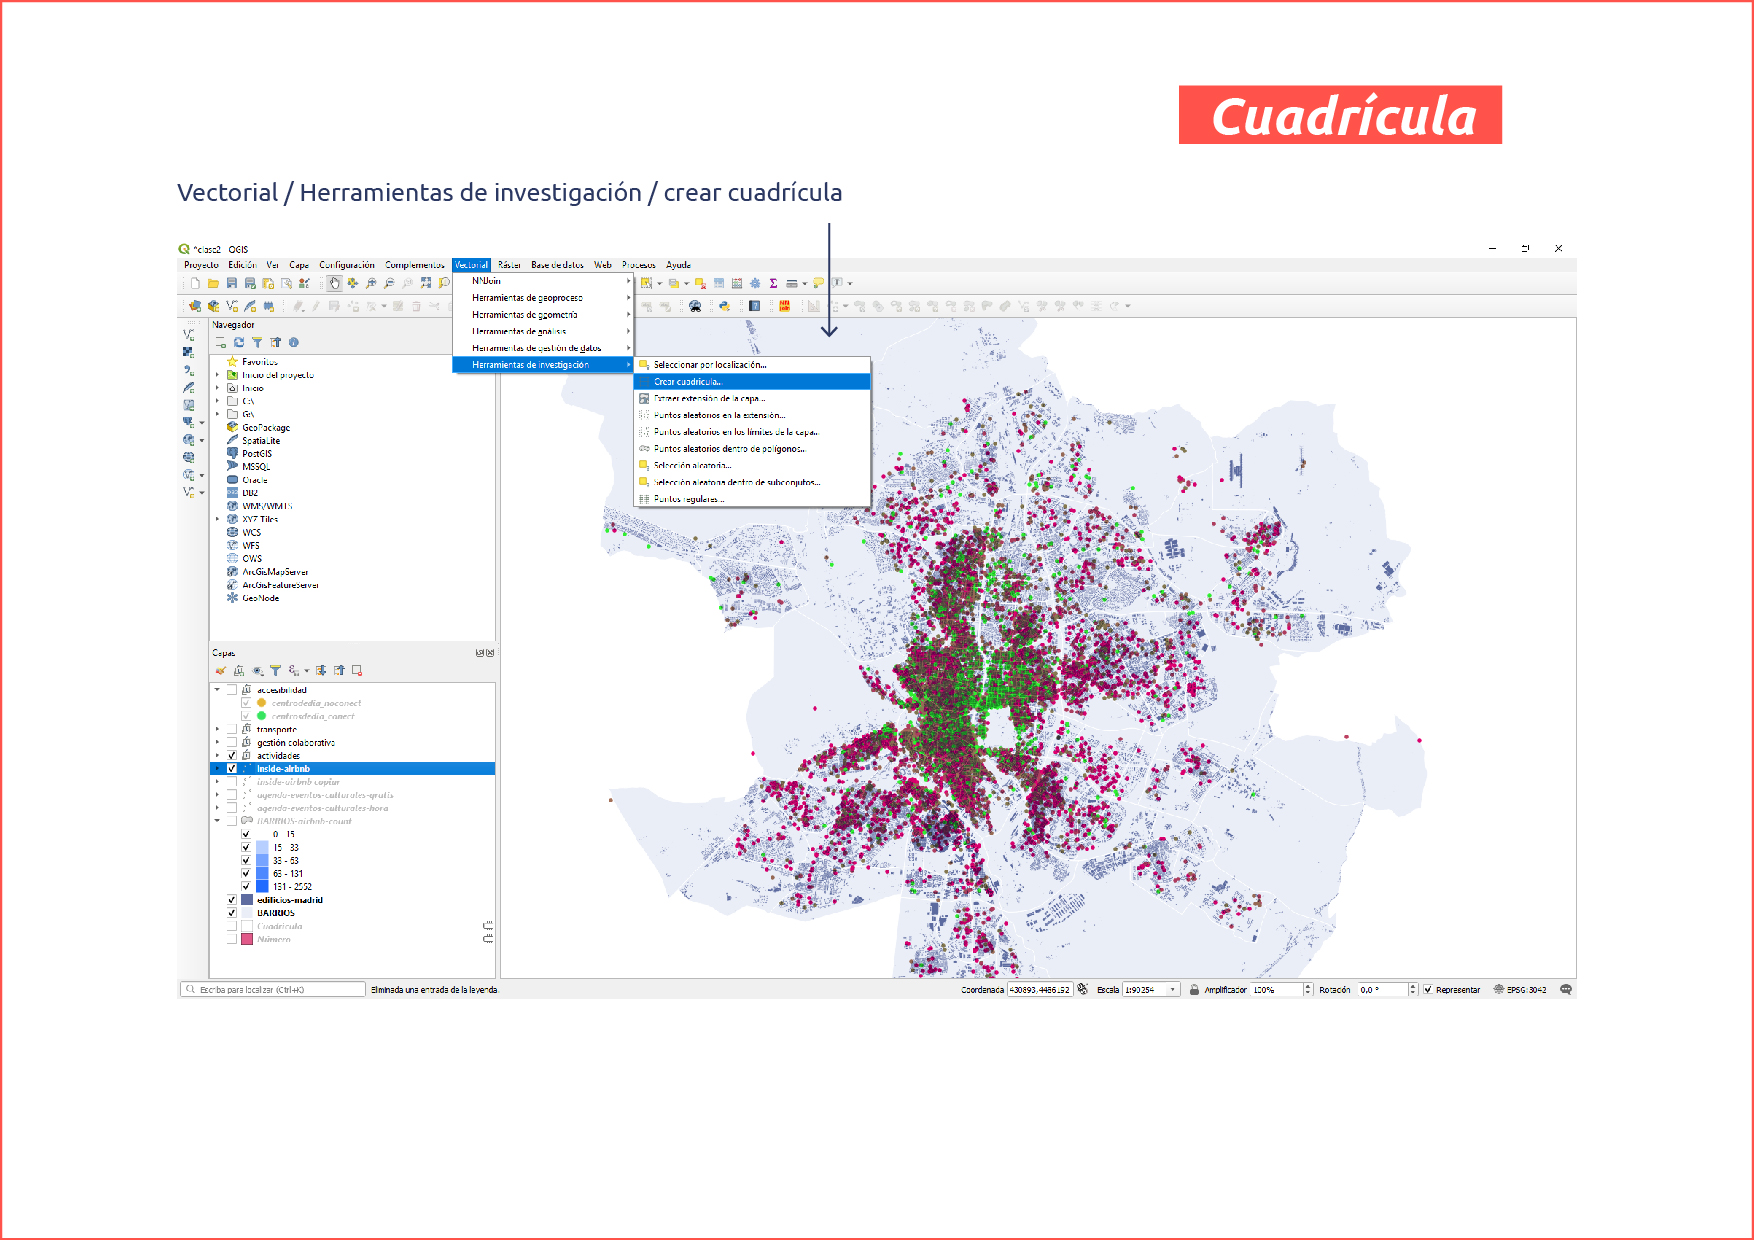 Cuadrícula
Vectorial / Herramientas de investigación / crear cuadrícula
*clase2 QGIS
Proyecto Edición Ver Capa Configuración Complementos Vectorial Ráster Base de datos Web Procesos Ayuda
NNJoin
Herramientas de geoproceso
Herramientas de geometría
Herramientas de análisis
Herramientas de gestión de datos
Herramientas de investigación
Seleccionar por localización...
Crear cuadrícula...
Extraer extensión de la capa...
Puntos aleatorios en la extensión...
Puntos aleatorios en los límites de la capa...
Puntos aleatorios dentro de polígonos...
Selección aleatoria...
Selección aleatoria dentro de subconjutos...
Puntos regulares...
Navegador
Favoritos
Inicio del proyecto
Inicio
C:\
G:\
GeoPackage
SpatiaLite
PostGIS
MSSQL
Oracle
DB2
WMS/WMTS
XYZ Tiles
WCS
WFS
OWS
ArcGisMapServer
ArcGisFeatureServer
GeoNode
Capas
accesibilidad
centrodedia_noconect
centrosdedia_conect
transporte
gestión colaborativa
actividades
inside-airbnb
inside-airbnb copiar
agenda-eventos-culturales-gratis
agenda-eventos-culturales-hora
BARRIOS-airbnb-count
0 - 15
15 - 33
33 - 63
63 - 131
131 - 2552
edificios-madrid
BARRIOS
Cuadrícula
Número
Escriba para localizar (Ctrl+K) Eliminada una entrada de la leyenda. Coordenada 430893,4486192 Escala 1:90254 Amplificador 100% Rotación 0,0 ° Representar EPSG:3042